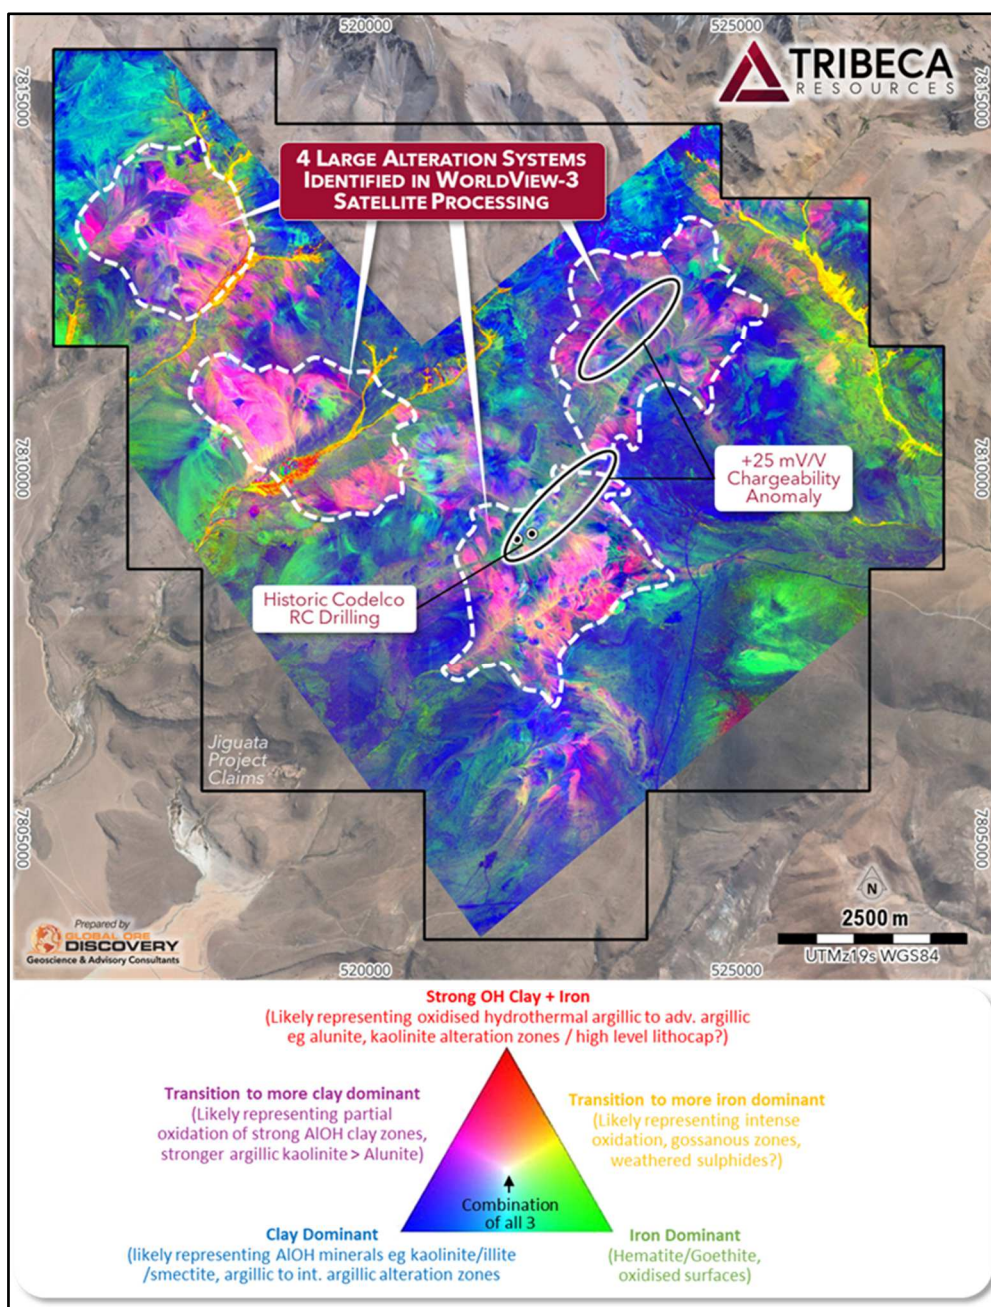 520000
525000
TRIBECA
RESOURCES
7815000
7815000
4 LARGE ALTERATION SYSTEMS
IDENTIFIED IN WORLDVIEW-3
SATELLITE PROCESSING
7810000
7810000
+25 mV/V
Chargeability
Anomaly
Historic Codelco
RC Drilling
Jiguata
Project
Claims
7805000
7805000
N
2500 m
UTMz19s WGS84
Prepared by
GLOBAL ORE
DISCOVERY
Geoscience & Advisory Consultants
520000
525000
Strong OH Clay + Iron
(Likely representing oxidised hydrothermal argillic to adv. argillic
eg alunite, kaolinite alteration zones / high level lithocap?)
Transition to more clay dominant
(Likely representing partial
oxidation of strong AlOH clay zones,
stronger argillic kaolinite > Alunite)
Transition to more iron dominant
(Likely representing intense
oxidation, gossanous zones,
weathered sulphides?)
Combination
of all 3
Clay Dominant
(likely representing AlOH minerals eg kaolinite/illite
/smectite, argillic to int. argillic alteration zones
Iron Dominant
(Hematite/Goethite,
oxidised surfaces)